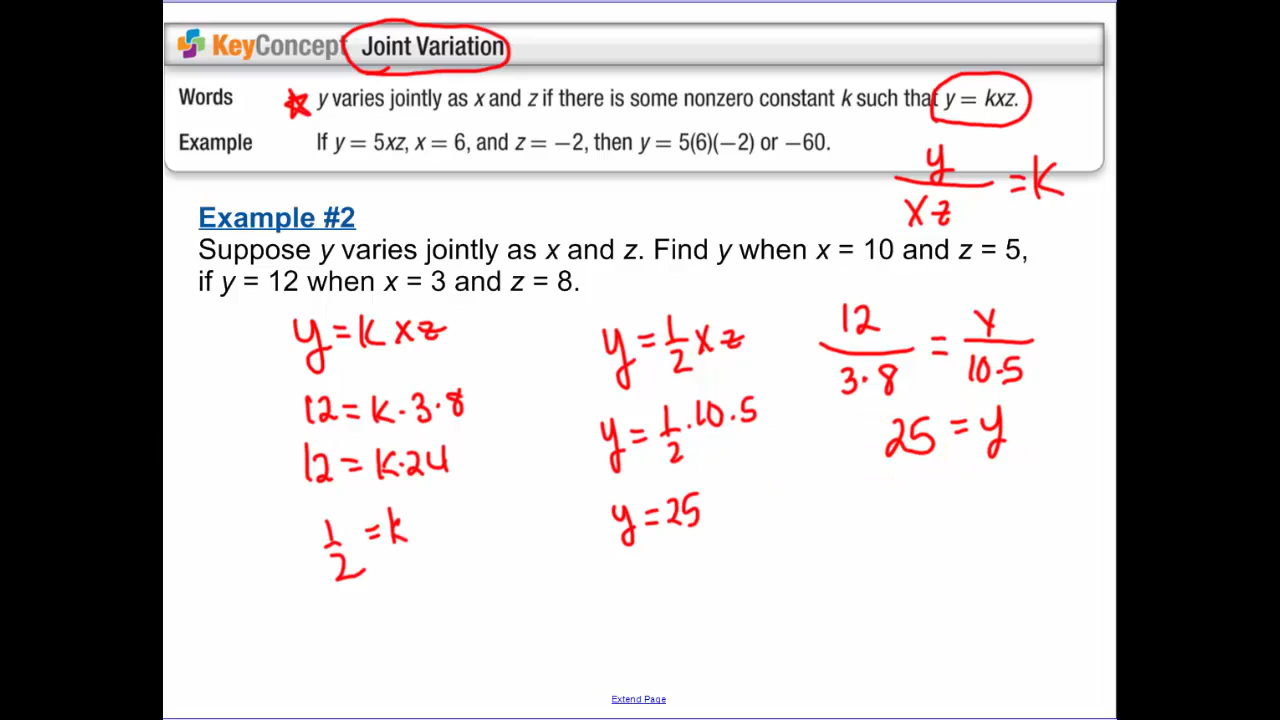 KeyConcept Joint Variation
Words y varies jointly as x and z if there is some nonzero constant k such that y = kxz.
Example If y = 5xz, x = 6, and z = −2, then y = 5(6)(−2) or −60.
y/xz = k
Example #2
Suppose y varies jointly as x and z. Find y when x = 10 and z = 5,
if y = 12 when x = 3 and z = 8.
y = k x z
12 = k · 3 · 8
12 = k · 24
1/2 = k
y = 1/2 x z
y = 1/2 · 10 · 5
y = 25
12/3·8 = y/10·5
25 = y
Extend Page